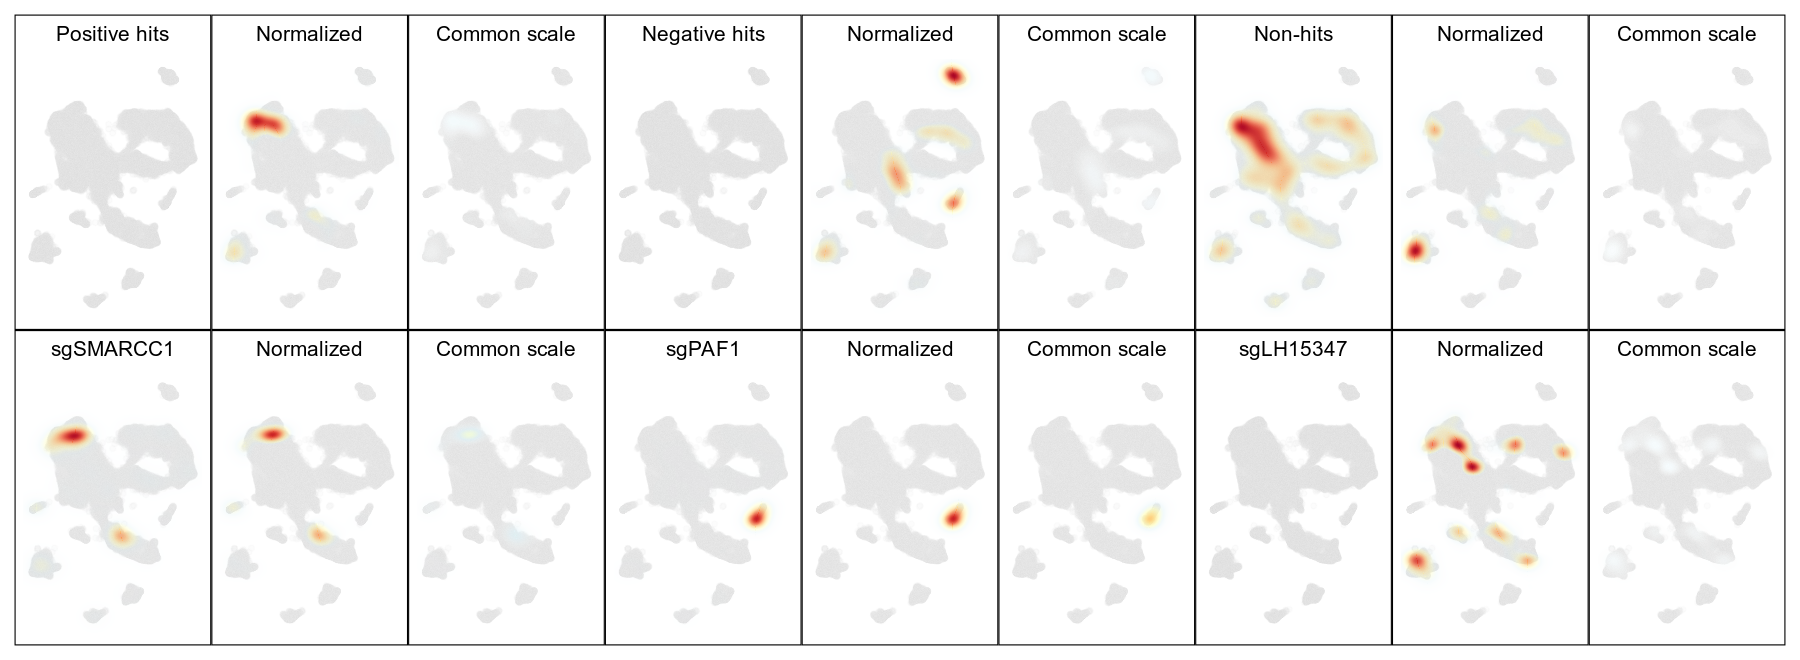 Positive hits Normalized Common scale Negative hits Normalized Common scale Non-hits Normalized Common scale
sgSMARCC1 Normalized Common scale sgPAF1 Normalized Common scale sgLH15347 Normalized Common scale